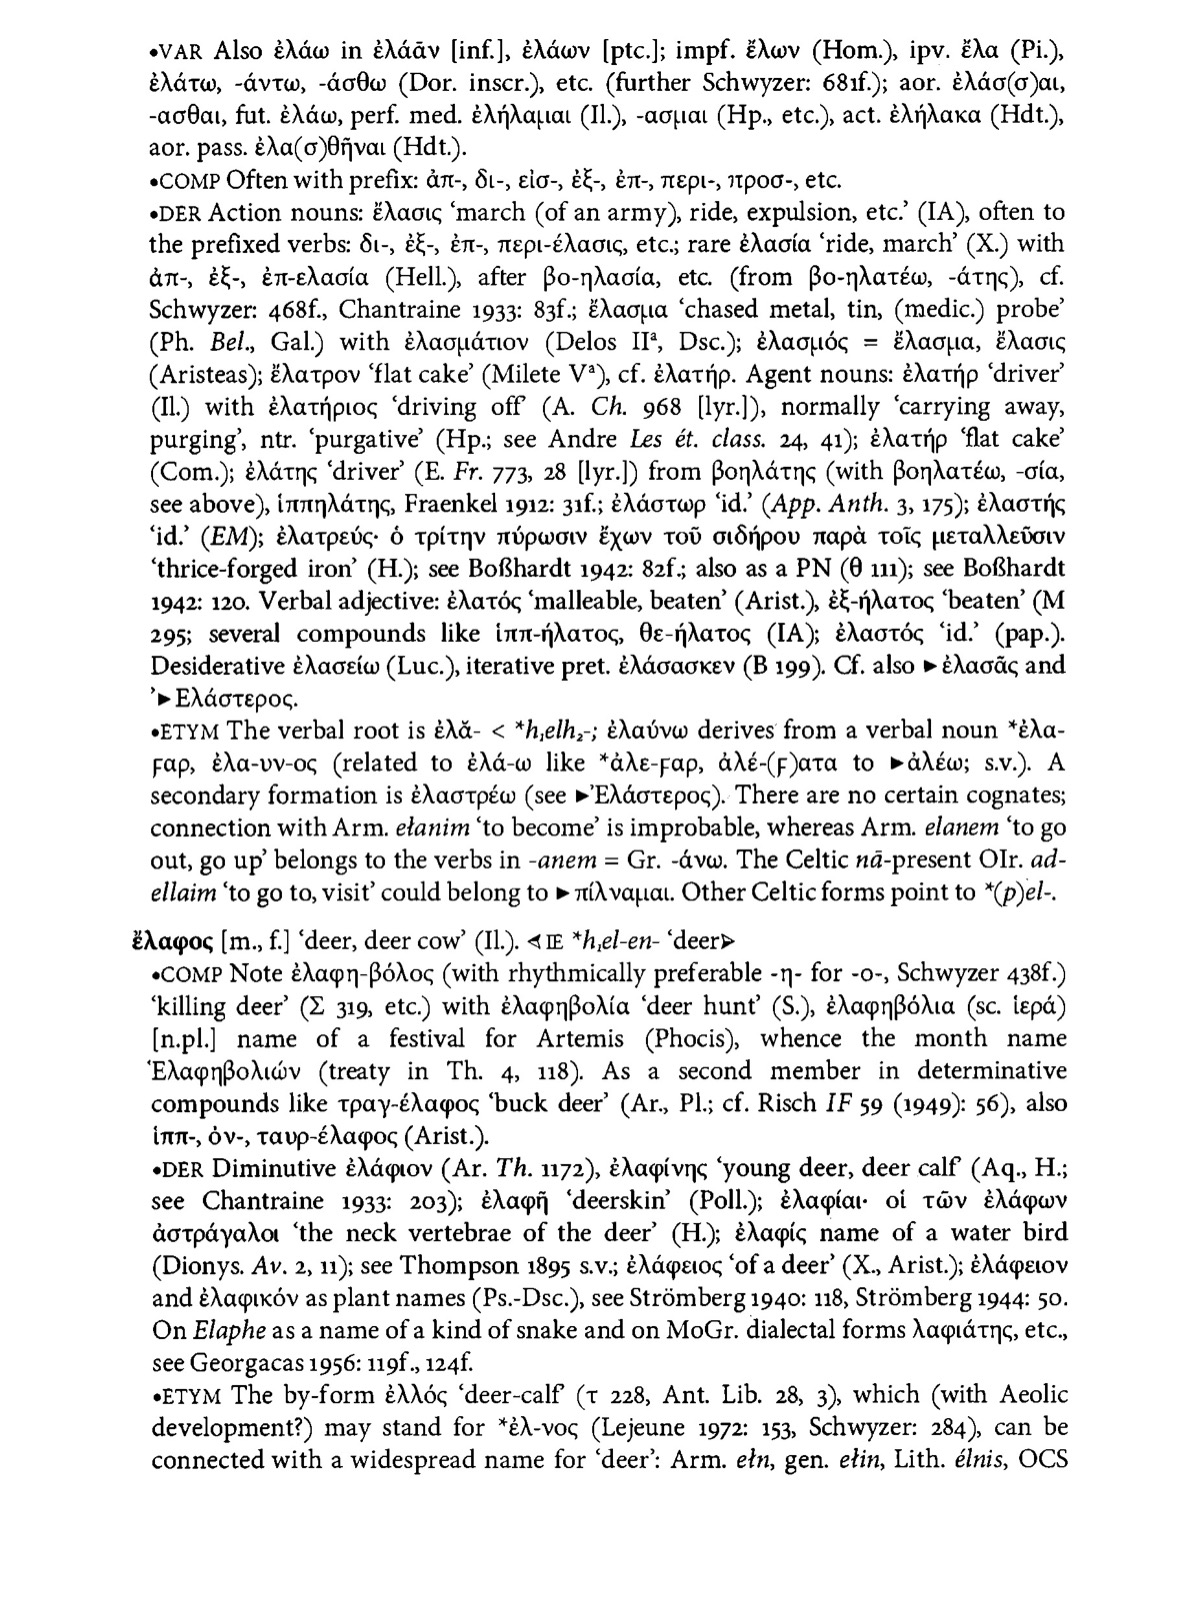 •VAR Also ἐλάω in ἐλάᾱν [inf.], ἐλάων [ptc.]; impf. ἔλων (Hom.), ipv. ἔλα (Pi.),
ἐλάτω, -άντω, -άσθω (Dor. inscr.), etc. (further Schwyzer: 681f.); aor. ἐλάσ(σ)αι,
-ασθαι, fut. ἐλάω, perf. med. ἐλήλαμαι (Il.), -ασμαι (Hp., etc.), act. ἐλήλακα (Hdt.),
aor. pass. ἐλα(σ)θῆναι (Hdt.).
•COMP Often with prefix: ἀπ-, δι-, εἰσ-, ἐξ-, ἐπ-, περι-, προσ-, etc.
•DER Action nouns: ἔλασις ‘march (of an army), ride, expulsion, etc.’ (IA), often to
the prefixed verbs: δι-, ἐξ-, ἐπ-, περι-έλασις, etc.; rare ἐλασία ‘ride, march’ (X.) with
ἀπ-, ἐξ-, ἐπ-ελασία (Hell.), after βο-ηλασία, etc. (from βο-ηλατέω, -άτης), cf.
Schwyzer: 468f., Chantraine 1933: 83f.; ἔλασμα ‘chased metal, tin, (medic.) probe’
(Ph. Bel., Gal.) with ἐλασμάτιον (Delos IIª, Dsc.); ἐλασμός = ἔλασμα, ἔλασις
(Aristeas); ἔλατρον ‘flat cake’ (Milete Vª), cf. ἐλατήρ. Agent nouns: ἐλατήρ ‘driver’
(Il.) with ἐλατήριος ‘driving off’ (A. Ch. 968 [lyr.]), normally ‘carrying away,
purging’, ntr. ‘purgative’ (Hp.; see Andre Les ét. class. 24, 41); ἐλατήρ ‘flat cake’
(Com.); ἐλάτης ‘driver’ (E. Fr. 773, 28 [lyr.]) from βοηλάτης (with βοηλατέω, -σία,
see above), ἱππηλάτης, Fraenkel 1912: 31f.; ἐλάστωρ ‘id.’ (App. Anth. 3, 175); ἐλαστής
‘id.’ (EM); ἐλατρεύς· ὁ τρίτην πύρωσιν ἔχων τοῦ σιδήρου παρὰ τοῖς μεταλλεῦσιν
‘thrice-forged iron’ (H.); see Boßhardt 1942: 82f.; also as a PN (θ 111); see Boßhardt
1942: 120. Verbal adjective: ἐλατός ‘malleable, beaten’ (Arist.), ἐξ-ήλατος ‘beaten’ (M
295; several compounds like ἱππ-ήλατος, θε-ήλατος (IA); ἐλαστός ‘id.’ (pap.).
Desiderative ἐλασείω (Luc.), iterative pret. ἐλάσασκεν (B 199). Cf. also ►ἐλασᾶς and
’►Ελάστερος.
•ETYM The verbal root is ἐλᾰ- < *h₁elh₂-; ἐλαύνω derives from a verbal noun *ἐλα-
ϝαρ, ἐλα-υν-ος (related to ἐλά-ω like *ἀλε-ϝαρ, ἀλέ-(ϝ)ατα to ►ἀλέω; s.v.). A
secondary formation is ἐλαστρέω (see ►Ἐλάστερος). There are no certain cognates;
connection with Arm. ełanim ‘to become’ is improbable, whereas Arm. elanem ‘to go
out, go up’ belongs to the verbs in -anem = Gr. -άνω. The Celtic nā-present OIr. ad-
ellaim ‘to go to, visit’ could belong to ►πίλναμαι. Other Celtic forms point to *(p)el-.
ἔλαφος [m., f.] ‘deer, deer cow’ (Il.). ⋖IE *h₁el-en- ‘deer⋗
•COMP Note ἐλαφη-βόλος (with rhythmically preferable -η- for -ο-, Schwyzer 438f.)
‘killing deer’ (Σ 319, etc.) with ἐλαφηβολία ‘deer hunt’ (S.), ἐλαφηβόλια (sc. ἱερά)
[n.pl.] name of a festival for Artemis (Phocis), whence the month name
Ἐλαφηβολιών (treaty in Th. 4, 118). As a second member in determinative
compounds like τραγ-έλαφος ‘buck deer’ (Ar., Pl.; cf. Risch IF 59 (1949): 56), also
ἱππ-, ὀν-, ταυρ-έλαφος (Arist.).
•DER Diminutive ἐλάφιον (Ar. Th. 1172), ἐλαφίνης ‘young deer, deer calf’ (Aq., H.;
see Chantraine 1933: 203); ἐλαφῆ ‘deerskin’ (Poll.); ἐλαφίαι· οἱ τῶν ἐλάφων
ἀστράγαλοι ‘the neck vertebrae of the deer’ (H.); ἐλαφίς name of a water bird
(Dionys. Av. 2, 11); see Thompson 1895 s.v.; ἐλάφειος ‘of a deer’ (X., Arist.); ἐλάφειον
and ἐλαφικόν as plant names (Ps.-Dsc.), see Strömberg 1940: 118, Strömberg 1944: 50.
On Elaphe as a name of a kind of snake and on MoGr. dialectal forms λαφιάτης, etc.,
see Georgacas 1956: 119f., 124f.
•ETYM The by-form ἐλλός ‘deer-calf’ (τ 228, Ant. Lib. 28, 3), which (with Aeolic
development?) may stand for *ἐλ-νος (Lejeune 1972: 153, Schwyzer: 284), can be
connected with a widespread name for ‘deer’: Arm. ełn, gen. ełin, Lith. élnis, OCS